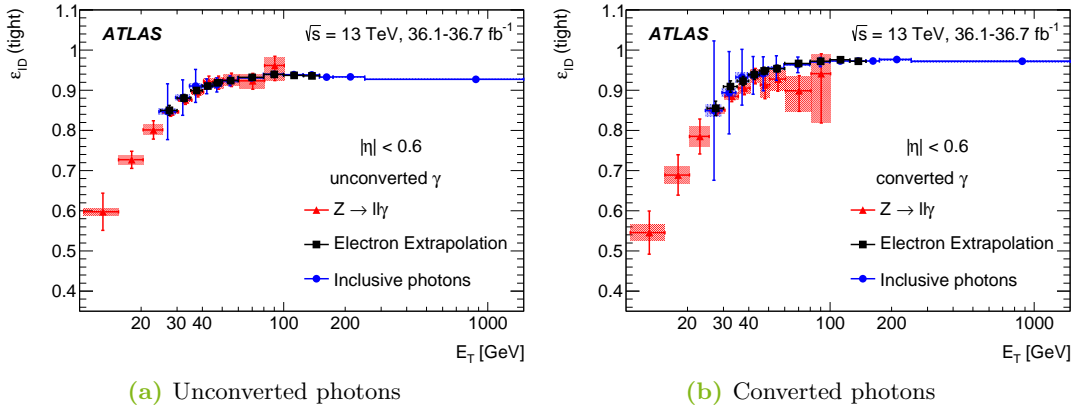 ATLAS
√s = 13 TeV, 36.1-36.7 fb⁻¹
ε_ID (tight)
1.1
1
0.9
0.8
0.7
0.6
0.5
0.4
|η| < 0.6
unconverted γ
Z → llγ
Electron Extrapolation
Inclusive photons
20 30 40 100 200 1000
E_T [GeV]
(a) Unconverted photons
ATLAS
√s = 13 TeV, 36.1-36.7 fb⁻¹
ε_ID (tight)
1.1
1
0.9
0.8
0.7
0.6
0.5
0.4
|η| < 0.6
converted γ
Z → llγ
Electron Extrapolation
Inclusive photons
20 30 40 100 200 1000
E_T [GeV]
(b) Converted photons